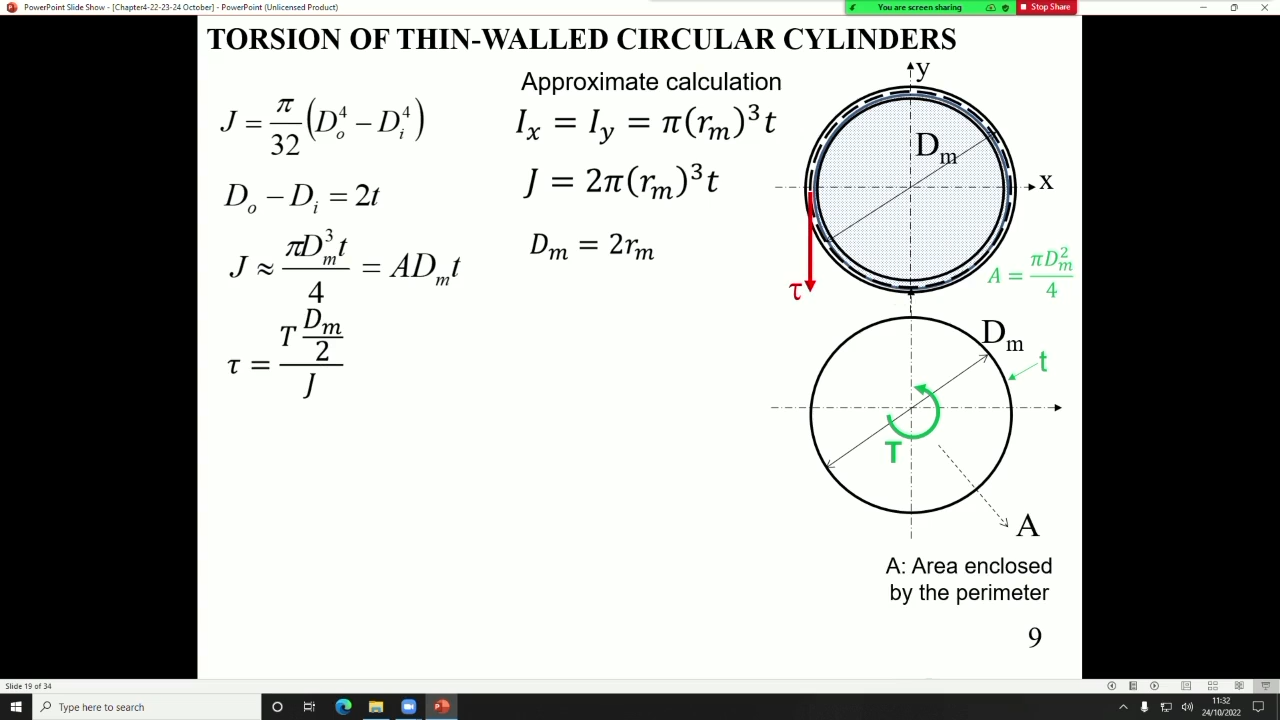 PowerPoint Slide Show - [Chapter4-22-23-24 October] - PowerPoint (Unlicensed Product)
You are screen sharing
Stop Share
TORSION OF THIN-WALLED CIRCULAR CYLINDERS
J = π/32 (D_o^4 − D_i^4)
D_o − D_i = 2t
J ≈ πD_m^3 t / 4 = AD_m t
τ = T (D_m/2) / J
Approximate calculation
I_x = I_y = π(r_m)^3 t
J = 2π(r_m)^3 t
D_m = 2r_m
y
D_m
x
τ
A = πD_m^2 / 4
D_m
t
T
A
A: Area enclosed
by the perimeter
9
Slide 19 of 34
Type here to search
11:32
24/10/2022